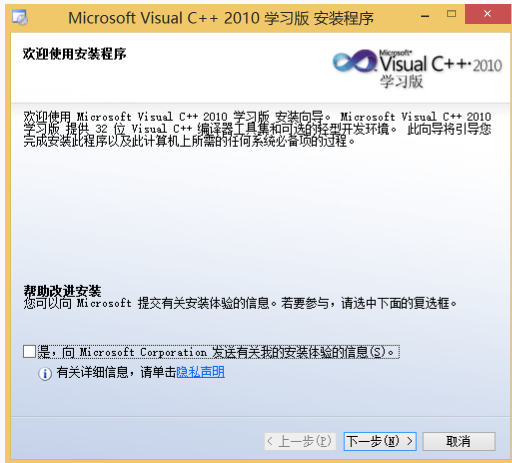 Microsoft Visual C++ 2010 学习版 安装程序
欢迎使用安装程序
Microsoft®
Visual C++ 2010
学习版
欢迎使用 Microsoft Visual C++ 2010 学习版 安装向导。 Microsoft Visual C++ 2010
学习版 提供 32 位 Visual C++ 编译器工具集和可选的轻型开发环境。 此向导将引导您
完成安装此程序以及此计算机上所需的任何系统必备项的过程。
帮助改进安装
您可以向 Microsoft 提交有关安装体验的信息。若要参与，请选中下面的复选框。
是，向 Microsoft Corporation 发送有关我的安装体验的信息(S)。
有关详细信息，请单击隐私声明
< 上一步(P) 下一步(N) > 取消